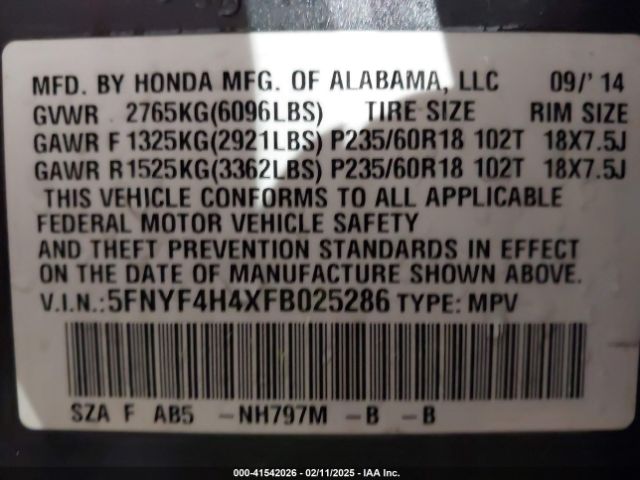 MFD. BY HONDA MFG. OF ALABAMA, LLC 09/'14
GVWR 2765KG(6096LBS) TIRE SIZE RIM SIZE
GAWR F 1325KG(2921LBS) P235/60R18 102T 18X7.5J
GAWR R 1525KG(3362LBS) P235/60R18 102T 18X7.5J
THIS VEHICLE CONFORMS TO ALL APPLICABLE
FEDERAL MOTOR VEHICLE SAFETY
AND THEFT PREVENTION STANDARDS IN EFFECT
ON THE DATE OF MANUFACTURE SHOWN ABOVE.
V.I.N.:5FNYF4H4XFB025286 TYPE: MPV
SZA F AB5 -NH797M -B -B
000-41542026 - 02/11/2025 - IAA Inc.